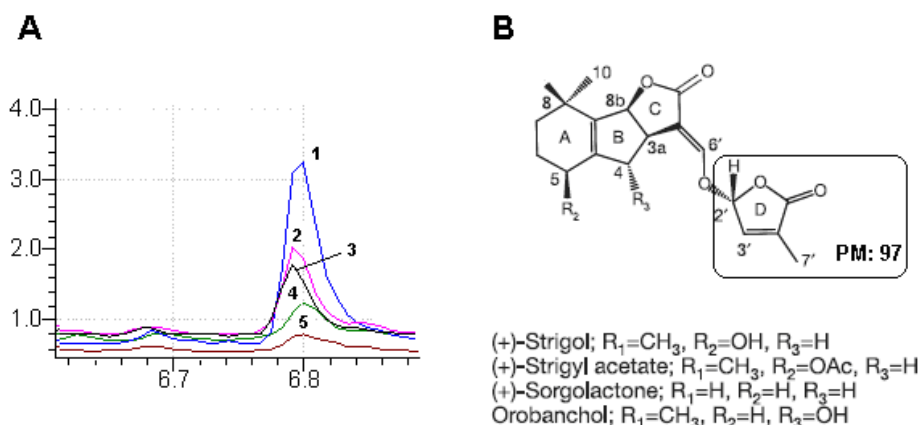 A
4.0
3.0
2.0
1.0
1
2
3
4
5
6.7
6.8
B
10
O
O
8
8b
C
A
B
3a
6'
5
4
R₂
R₃
H
O
O
O
2'
D
3'
7'
PM: 97
(+)-Strigol; R₁=CH₃, R₂=OH, R₃=H
(+)-Strigyl acetate; R₁=CH₃, R₂=OAc, R₃=H
(+)-Sorgolactone; R₁=H, R₂=H, R₃=H
Orobanchol; R₁=CH₃, R₂=H, R₃=OH